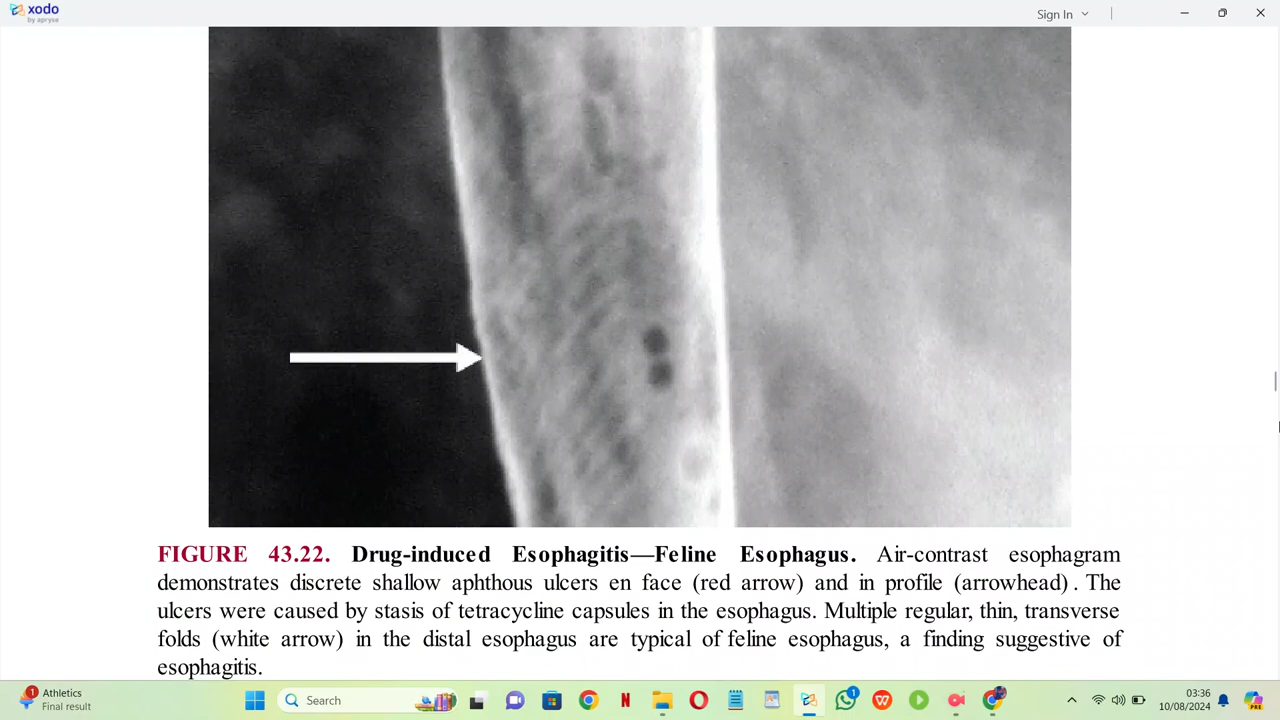 xodo
by apryse
Sign In
FIGURE 43.22. Drug-induced Esophagitis—Feline Esophagus. Air-contrast esophagram
demonstrates discrete shallow aphthous ulcers en face (red arrow) and in profile (arrowhead) . The
ulcers were caused by stasis of tetracycline capsules in the esophagus. Multiple regular, thin, transverse
folds (white arrow) in the distal esophagus are typical of feline esophagus, a finding suggestive of
esophagitis.
1
Athletics
Final result
Search
N
1
W
03:36
10/08/2024
PRE